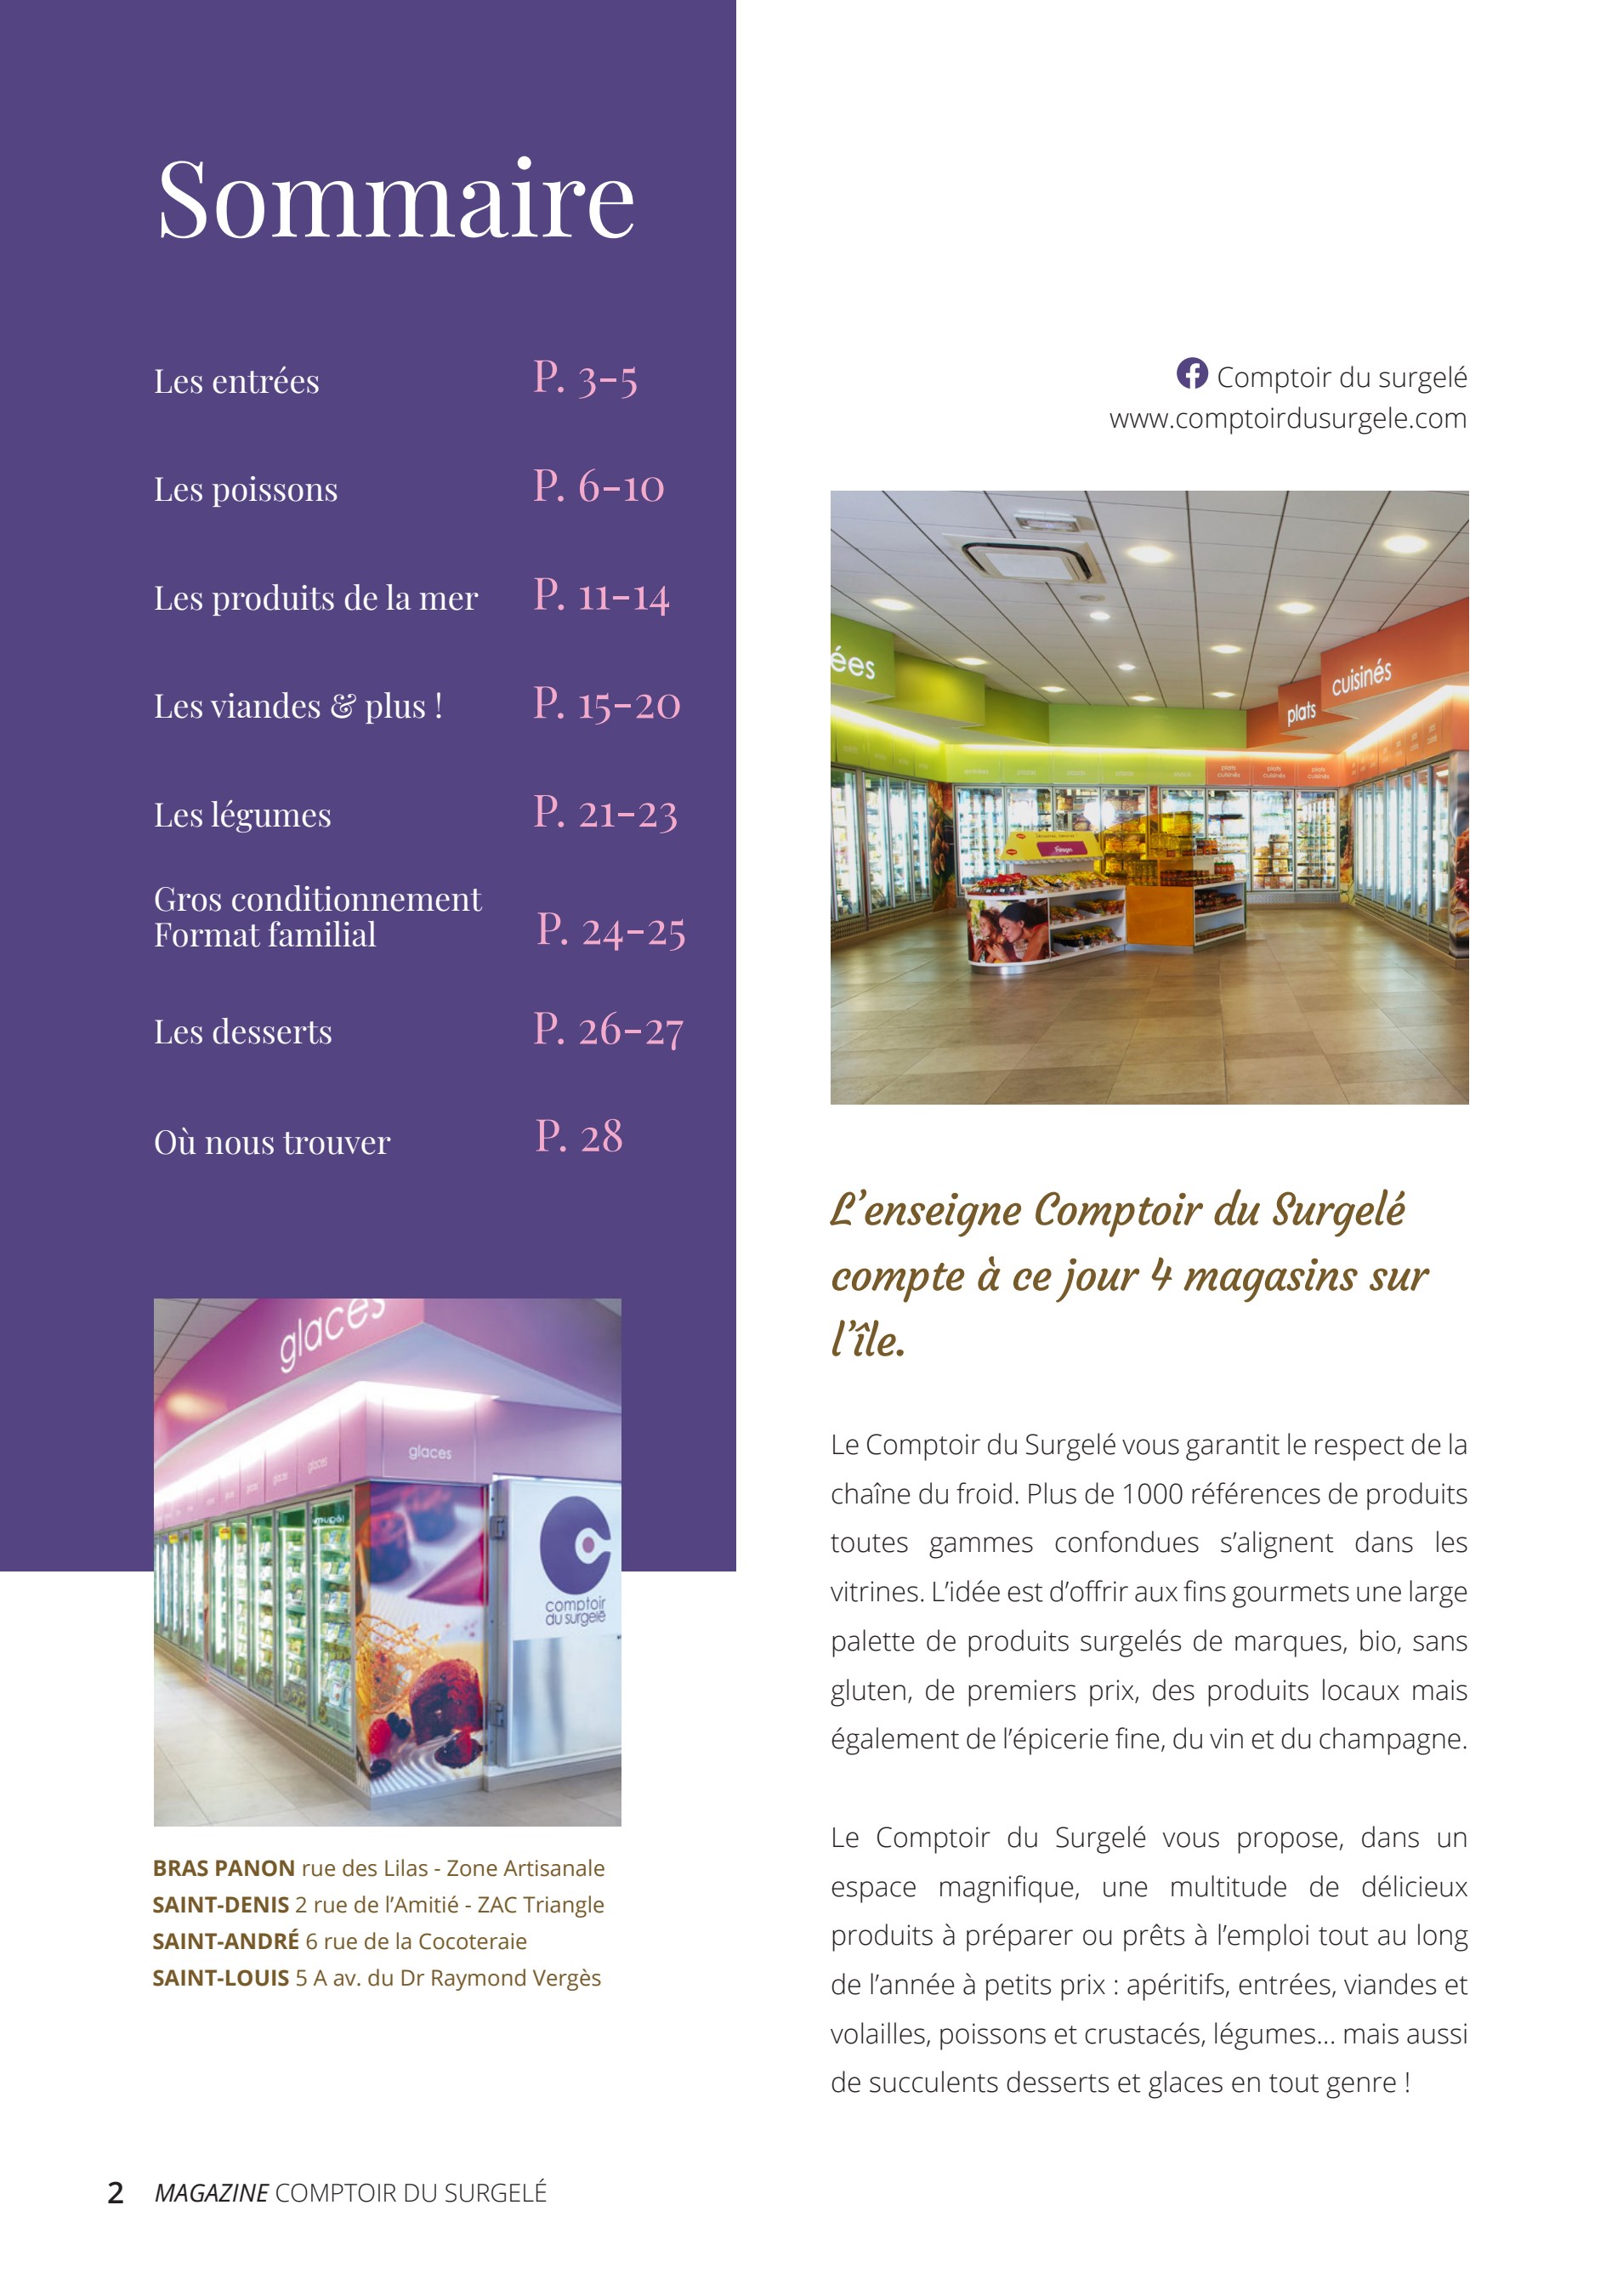 Sommaire
Les entrées P. 3-5
Les poissons P. 6-10
Les produits de la mer P. 11-14
Les viandes & plus ! P. 15-20
Les légumes P. 21-23
Gros conditionnement
Format familial P. 24-25
Les desserts P. 26-27
Où nous trouver P. 28
glaces
glaces
glaces
glaces
comptoir
du surgelé
BRAS PANON rue des Lilas - Zone Artisanale
SAINT-DENIS 2 rue de l’Amitié - ZAC Triangle
SAINT-ANDRÉ 6 rue de la Cocoteraie
SAINT-LOUIS 5 A av. du Dr Raymond Vergès
Comptoir du surgelé
www.comptoirdusurgele.com
ées
cuisinés
plats
plats cuisinés
plats cuisinés
plats cuisinés
L’enseigne Comptoir du Surgelé
compte à ce jour 4 magasins sur
l’île.
Le Comptoir du Surgelé vous garantit le respect de la
chaîne du froid. Plus de 1000 références de produits
toutes gammes confondues s’alignent dans les
vitrines. L’idée est d’offrir aux fins gourmets une large
palette de produits surgelés de marques, bio, sans
gluten, de premiers prix, des produits locaux mais
également de l’épicerie fine, du vin et du champagne.
Le Comptoir du Surgelé vous propose, dans un
espace magnifique, une multitude de délicieux
produits à préparer ou prêts à l’emploi tout au long
de l’année à petits prix : apéritifs, entrées, viandes et
volailles, poissons et crustacés, légumes... mais aussi
de succulents desserts et glaces en tout genre !
2 MAGAZINE COMPTOIR DU SURGELÉ